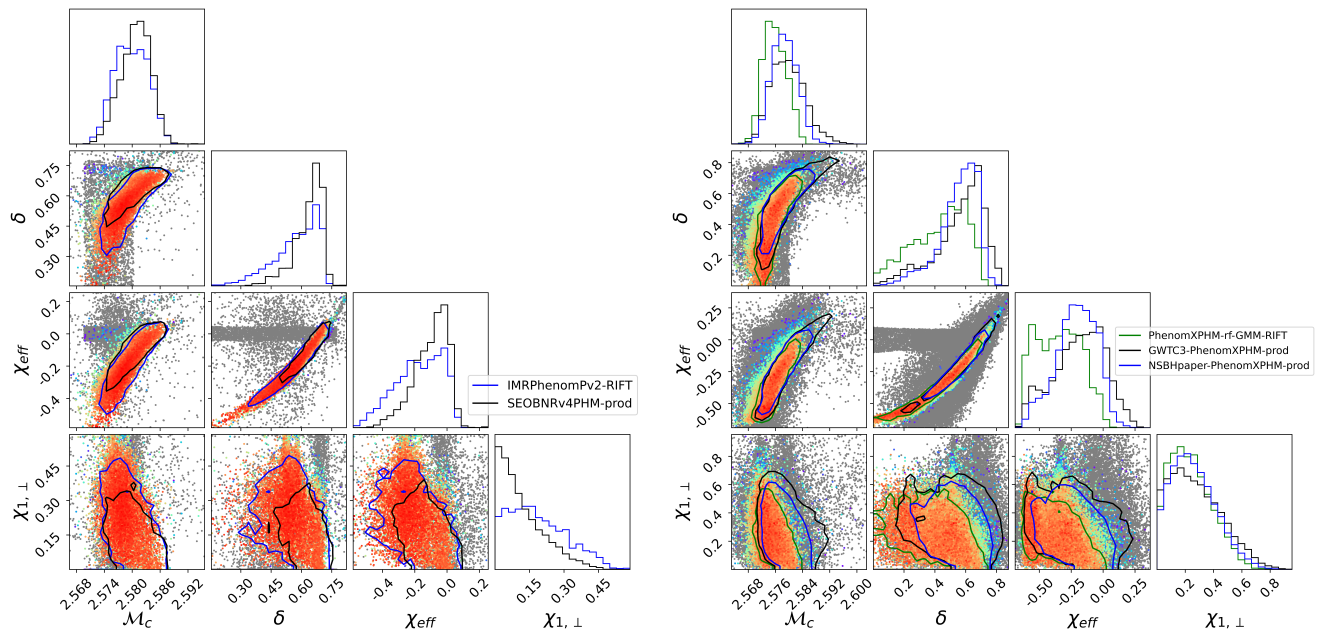 δ
0.75
0.60
0.45
0.30
χeff
0.2
0.0
-0.2
-0.4
IMRPhenomPv2-RIFT
SEOBNRv4PHM-prod
χ1, ⊥
0.45
0.30
0.15
2.568
2.574
2.580
2.586
2.592
0.30
0.45
0.60
0.75
-0.4
-0.2
0.0
0.2
0.15
0.30
0.45
ℳc
δ
χeff
χ1, ⊥
δ
0.8
0.6
0.4
0.2
χeff
0.25
0.00
-0.25
-0.50
PhenomXPHM-rf-GMM-RIFT
GWTC3-PhenomXPHM-prod
NSBHpaper-PhenomXPHM-prod
χ1, ⊥
0.8
0.6
0.4
0.2
2.568
2.576
2.584
2.592
2.600
0.2
0.4
0.6
0.8
-0.50
-0.25
0.00
0.25
0.2
0.4
0.6
0.8
ℳc
δ
χeff
χ1, ⊥